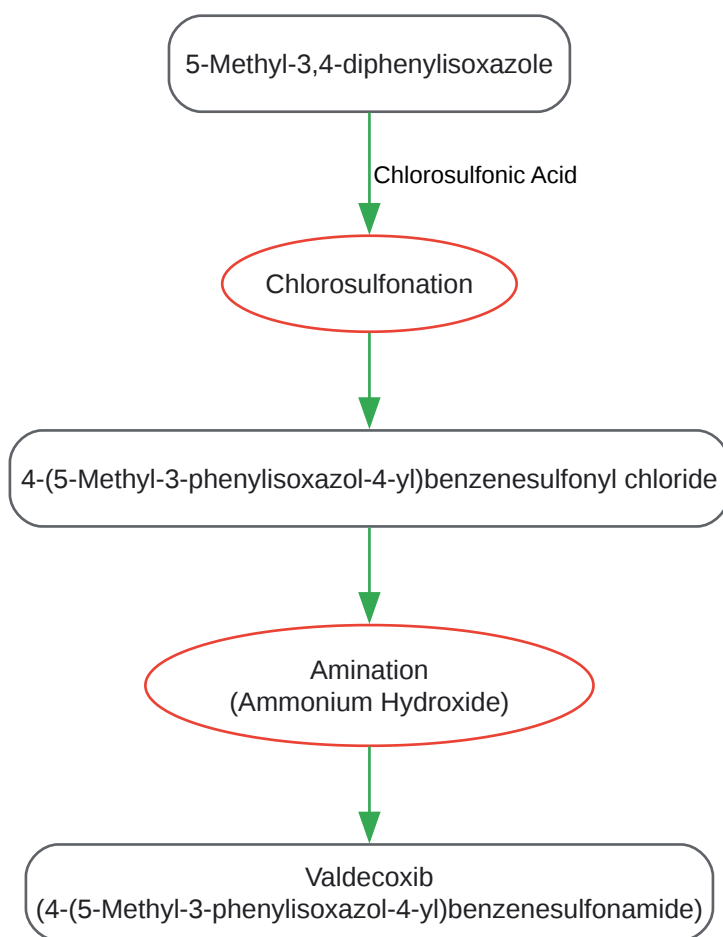 5-Methyl-3,4-diphenylisoxazole
Chlorosulfonic Acid
Chlorosulfonation
4-(5-Methyl-3-phenylisoxazol-4-yl)benzenesulfonyl chloride
Amination
(Ammonium Hydroxide)
Valdecoxib
(4-(5-Methyl-3-phenylisoxazol-4-yl)benzenesulfonamide)